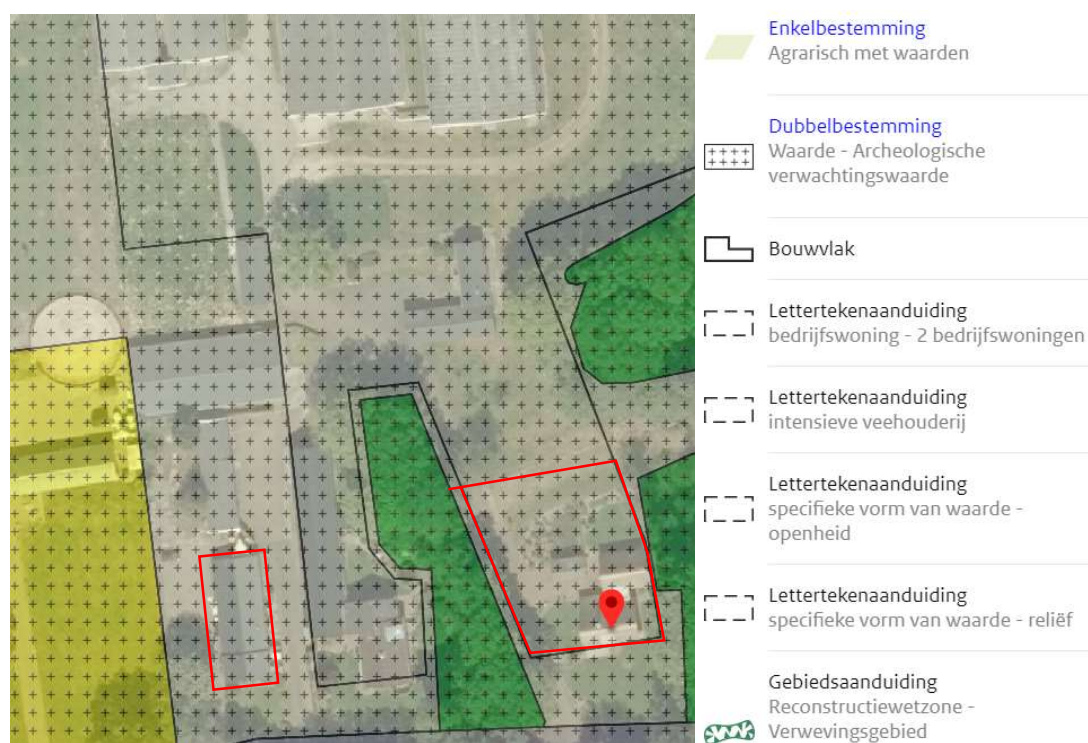 Enkelbestemming
Agrarisch met waarden
Dubbelbestemming
Waarde - Archeologische
verwachtingswaarde
Bouwvlak
Lettertekenaanduiding
bedrijfswoning - 2 bedrijfswoningen
Lettertekenaanduiding
intensieve veehouderij
Lettertekenaanduiding
specifieke vorm van waarde -
openheid
Lettertekenaanduiding
specifieke vorm van waarde - reliëf
Gebiedsaanduiding
Reconstructiewetzone -
Verwevingsgebied